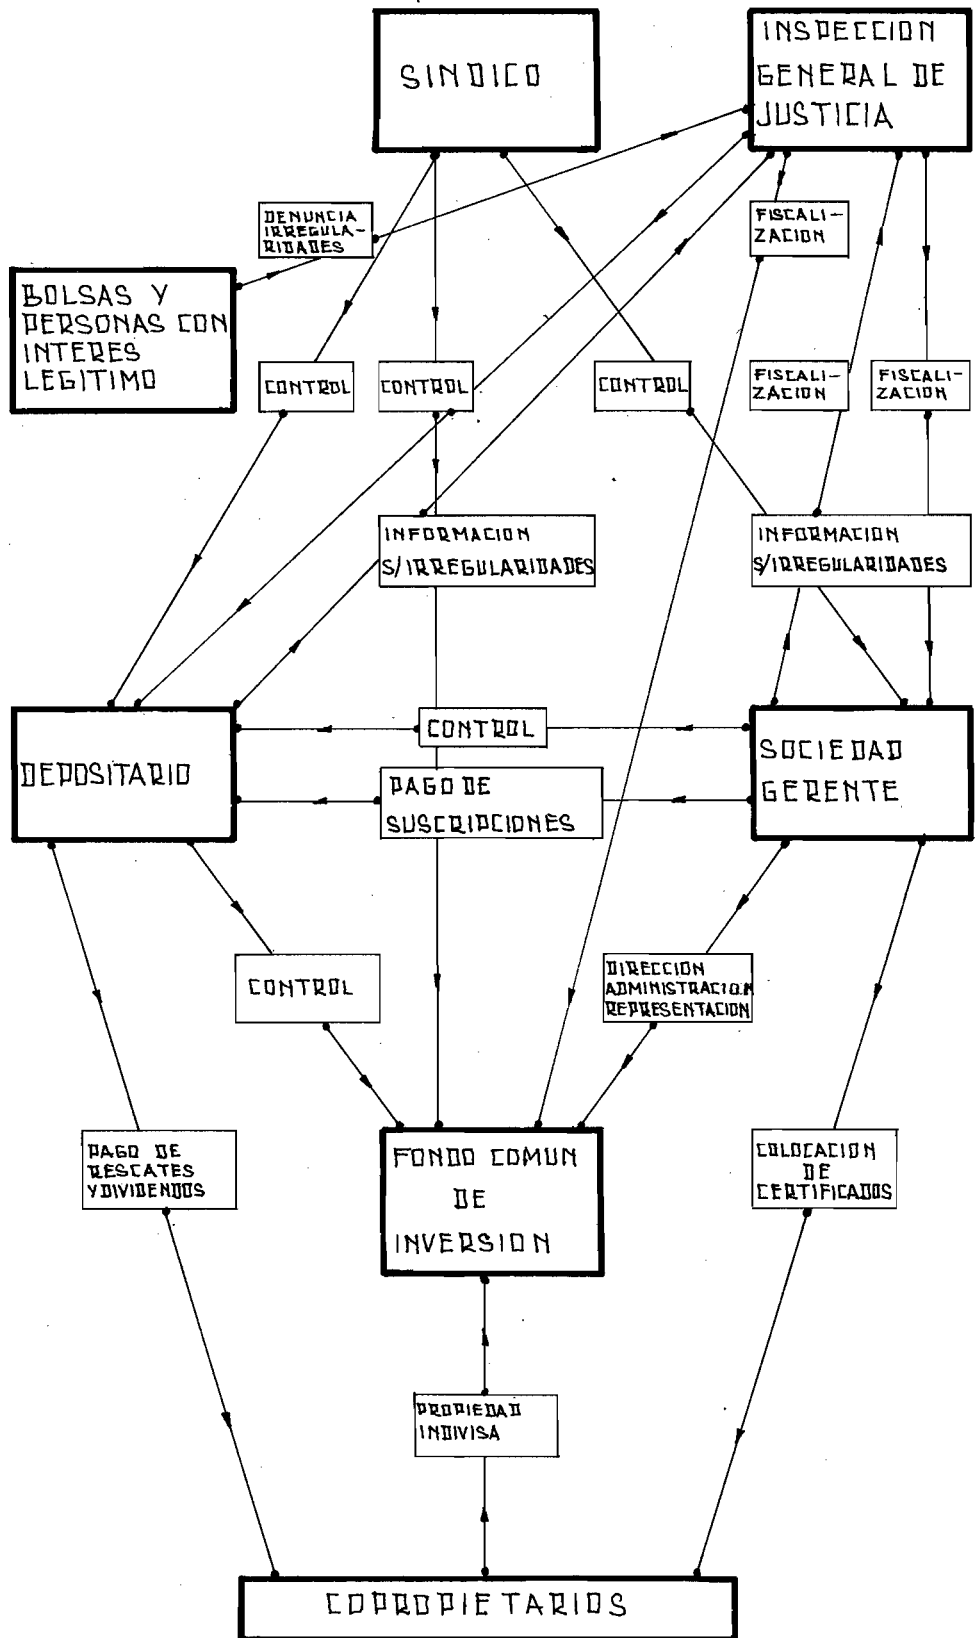 SINDICO
INSPECCION
GENERAL DE
JUSTICIA
DENUNCIA
IRREGULA-
RIDADES
FISCALI-
ZACION
BOLSAS Y
PERSONAS CON
INTERES
LEGITIMO
CONTROL
CONTROL
CONTROL
FISCALI-
ZACION
FISCALI-
ZACION
INFORMACION
S/IRREGULARIDADES
INFORMACION
S/IRREGULARIDADES
DEPOSITARIO
CONTROL
SOCIEDAD
GERENTE
PAGO DE
SUSCRIPCIONES
CONTROL
DIRECCION
ADMINISTRACION
REPRESENTACION
PAGO DE
RESCATES
Y DIVIDENDOS
FONDO COMUN
DE
INVERSION
COLOCACION
DE
CERTIFICADOS
PROPIEDAD
INDIVISA
COPROPIETARIOS